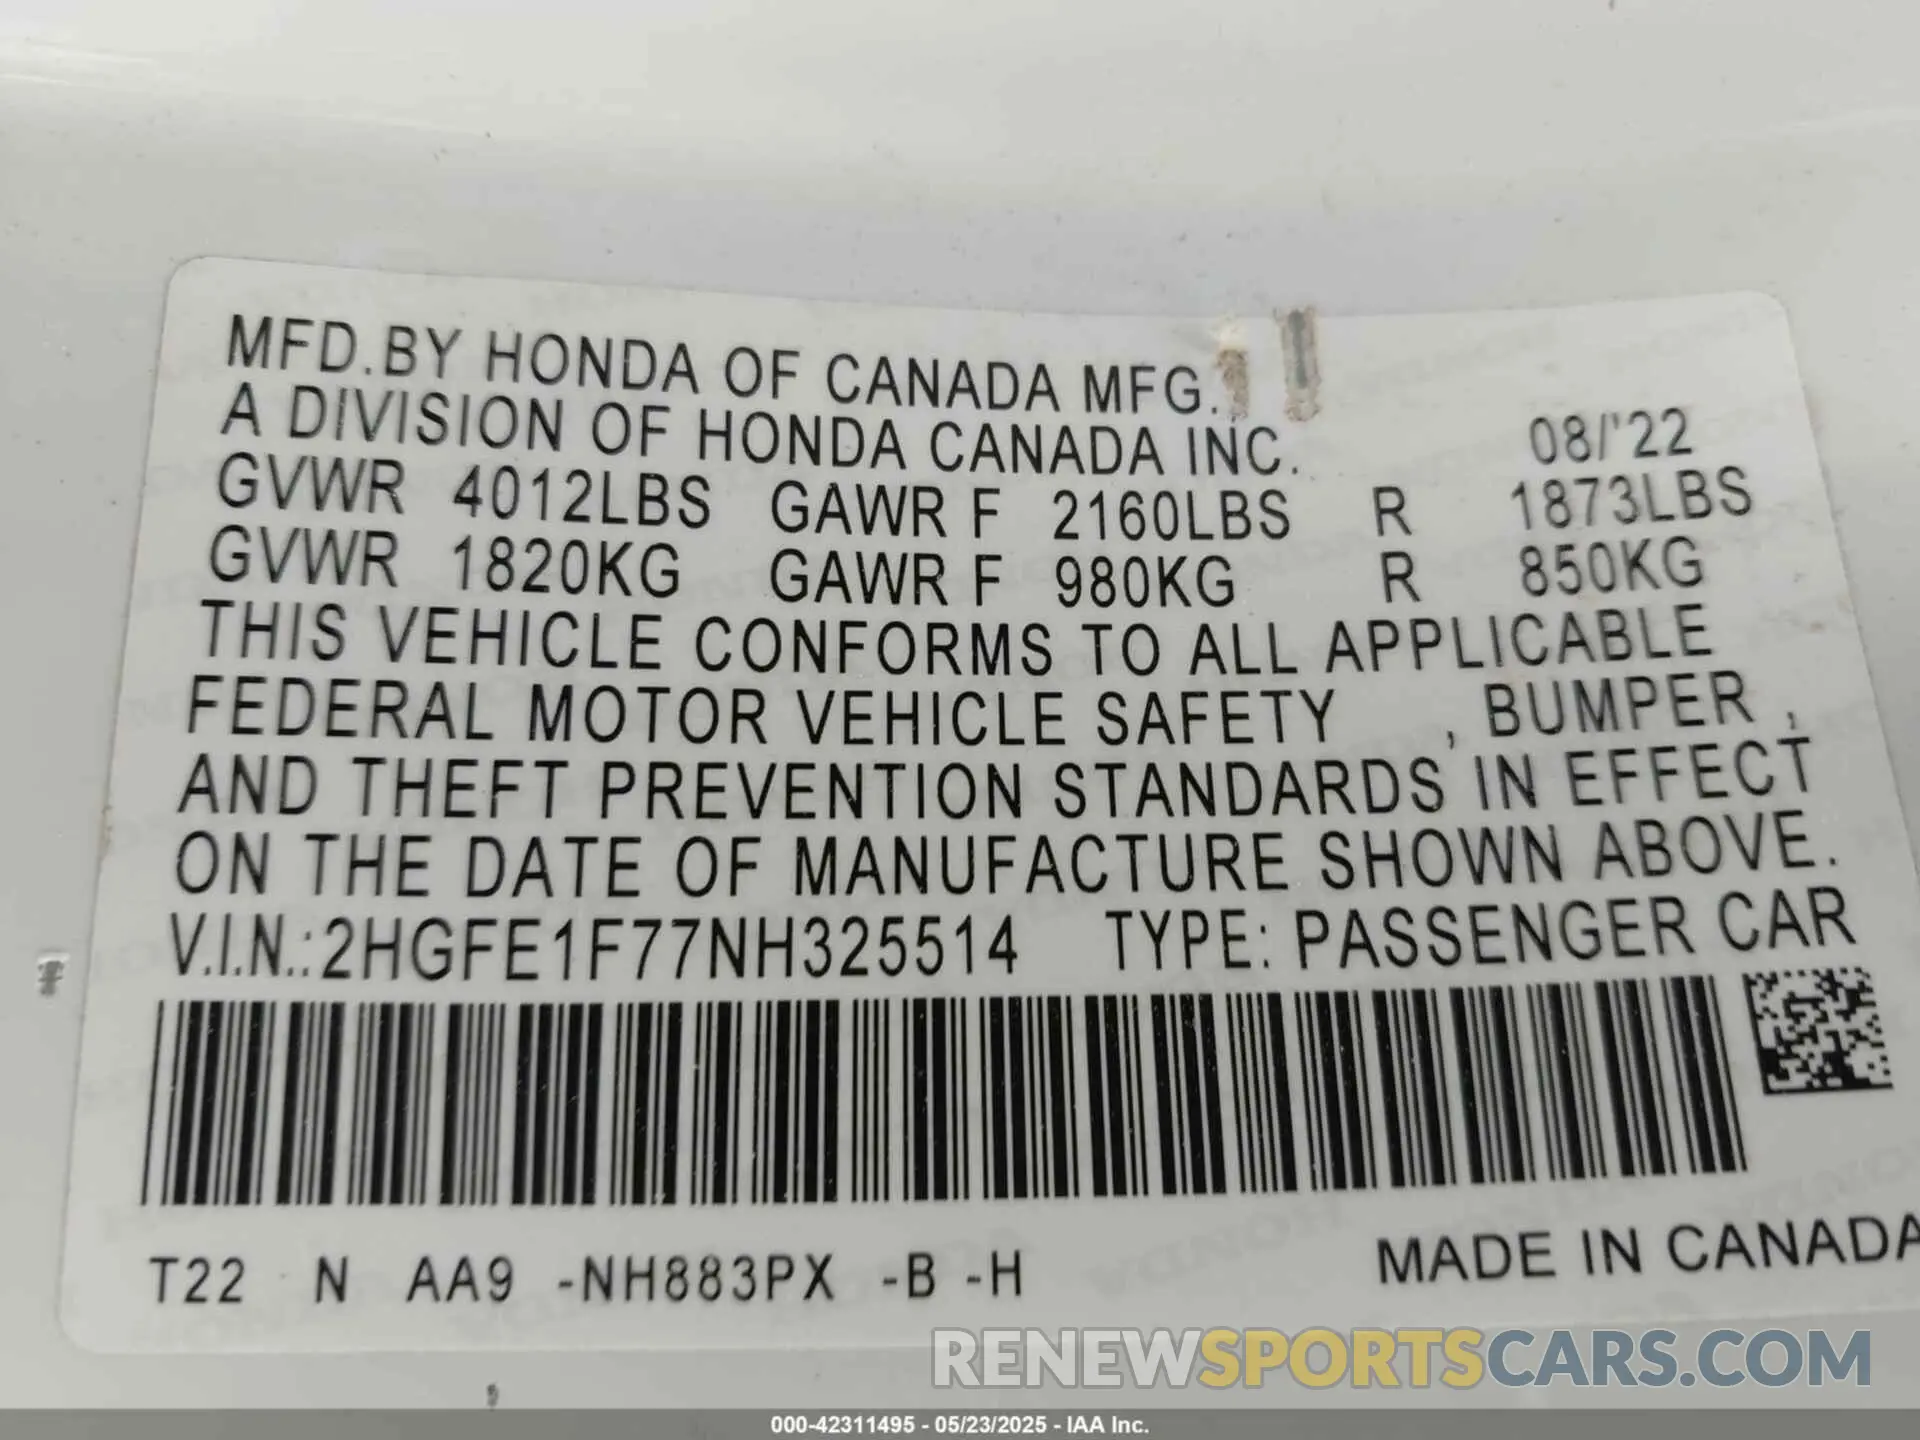 MFD.BY HONDA OF CANADA MFG.
A DIVISION OF HONDA CANADA INC. 08/'22
GVWR 4012LBS GAWR F 2160LBS R 1873LBS
GVWR 1820KG GAWR F 980KG R 850KG
THIS VEHICLE CONFORMS TO ALL APPLICABLE
FEDERAL MOTOR VEHICLE SAFETY , BUMPER ,
AND THEFT PREVENTION STANDARDS IN EFFECT
ON THE DATE OF MANUFACTURE SHOWN ABOVE.
V.I.N.:2HGFE1F77NH325514 TYPE: PASSENGER CAR
T22 N AA9 -NH883PX -B -H MADE IN CANADA
RENEWSPORTSCARS.COM
000-42311495 - 05/23/2025 - IAA Inc.